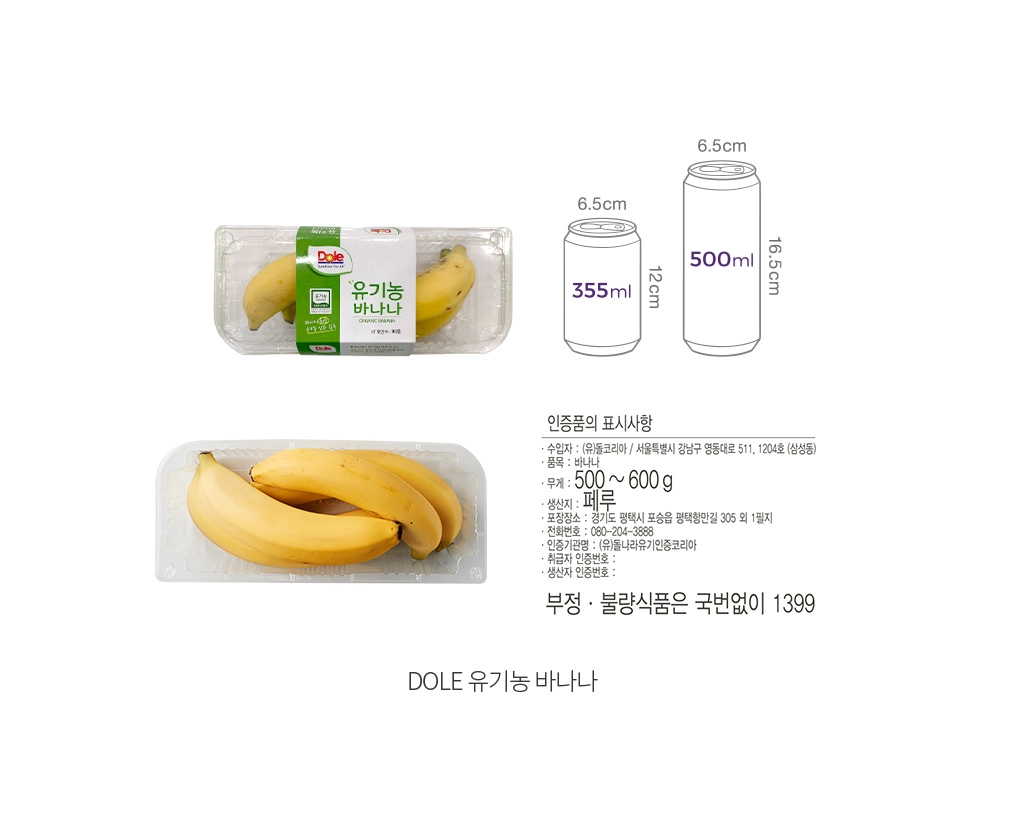 6.5cm
6.5cm
500ml
16.5cm
355ml
12cm
Dole
유기농
유기농
바나나
ORGANIC BANANA
Dole
인증품의 표시사항
· 수입자 : (유)돌코리아 / 서울특별시 강남구 영동대로 511, 1204호 (삼성동)
· 품목 : 바나나
· 무게 : 500 ~ 600 g
· 생산지 : 페루
· 포장장소 : 경기도 평택시 포승읍 평택항만길 305 외 1필지
· 전화번호 : 080-204-3888
· 인증기관명 : (유)돌나라유기인증코리아
· 취급자 인증번호 :
· 생산자 인증번호 :
부정 · 불량식품은 국번없이 1399
DOLE 유기농 바나나